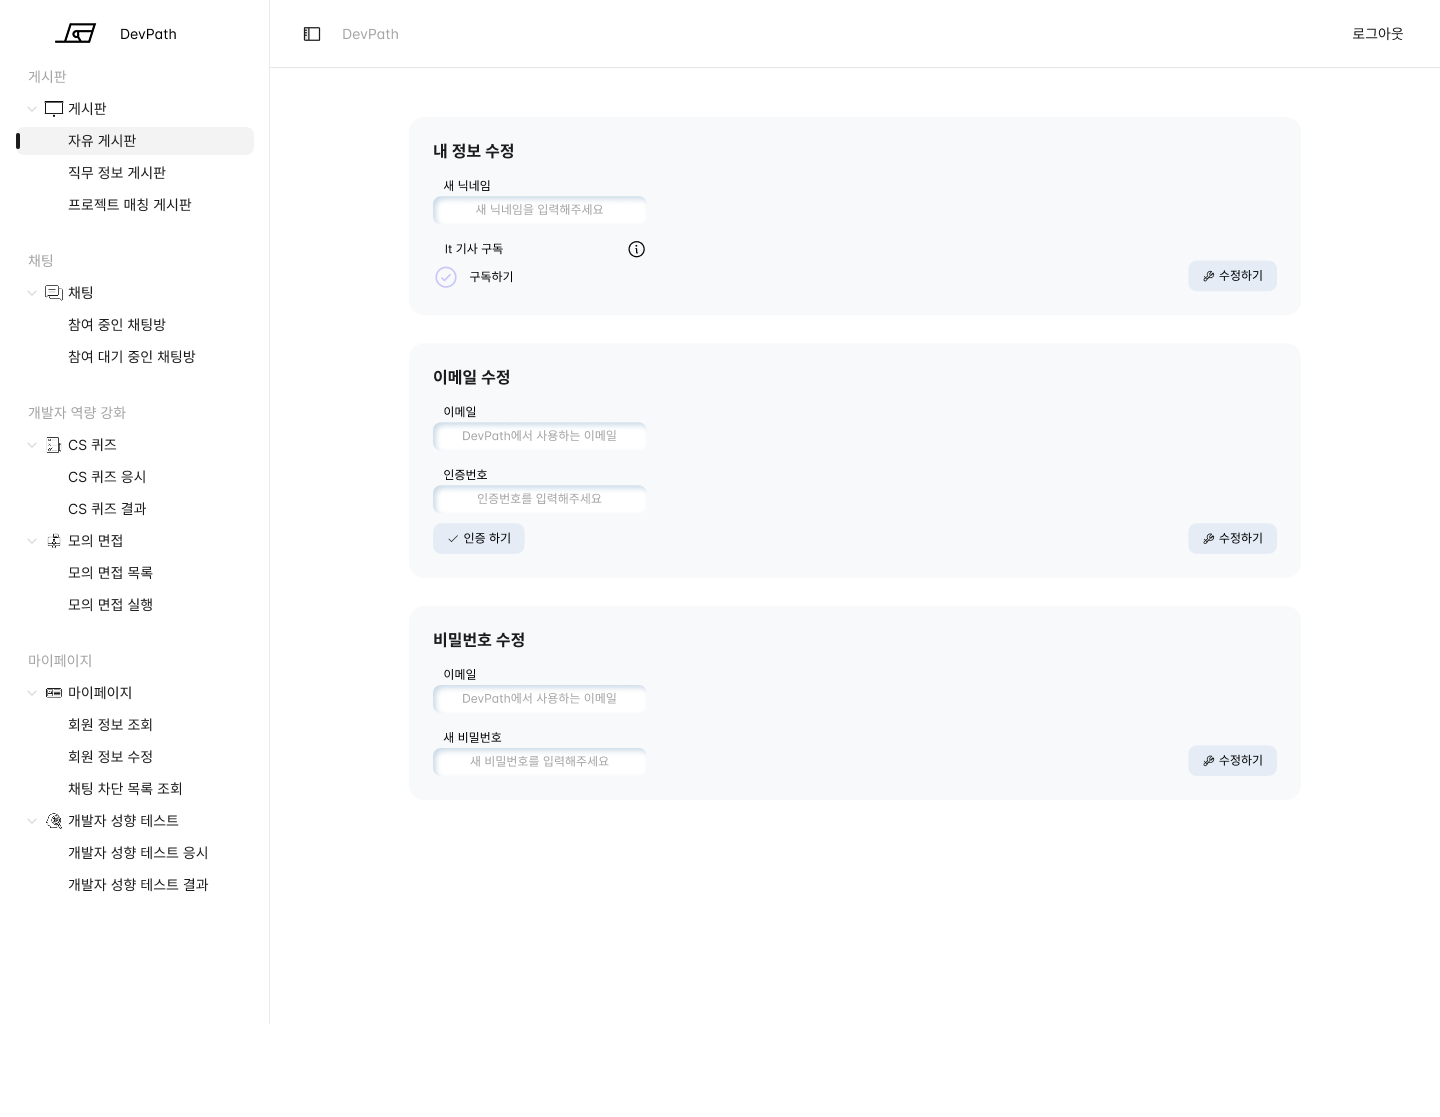 DevPath
게시판
게시판
자유 게시판
직무 정보 게시판
프로젝트 매칭 게시판
채팅
채팅
참여 중인 채팅방
참여 대기 중인 채팅방
개발자 역량 강화
CS 퀴즈
CS 퀴즈 응시
CS 퀴즈 결과
모의 면접
모의 면접 목록
모의 면접 실행
마이페이지
마이페이지
회원 정보 조회
회원 정보 수정
채팅 차단 목록 조회
개발자 성향 테스트
개발자 성향 테스트 응시
개발자 성향 테스트 결과
DevPath
로그아웃
내 정보 수정
새 닉네임
새 닉네임을 입력해주세요
It 기사 구독
구독하기
수정하기
이메일 수정
이메일
DevPath에서 사용하는 이메일
인증번호
인증번호를 입력해주세요
인증 하기
수정하기
비밀번호 수정
이메일
DevPath에서 사용하는 이메일
새 비밀번호
새 비밀번호를 입력해주세요
수정하기